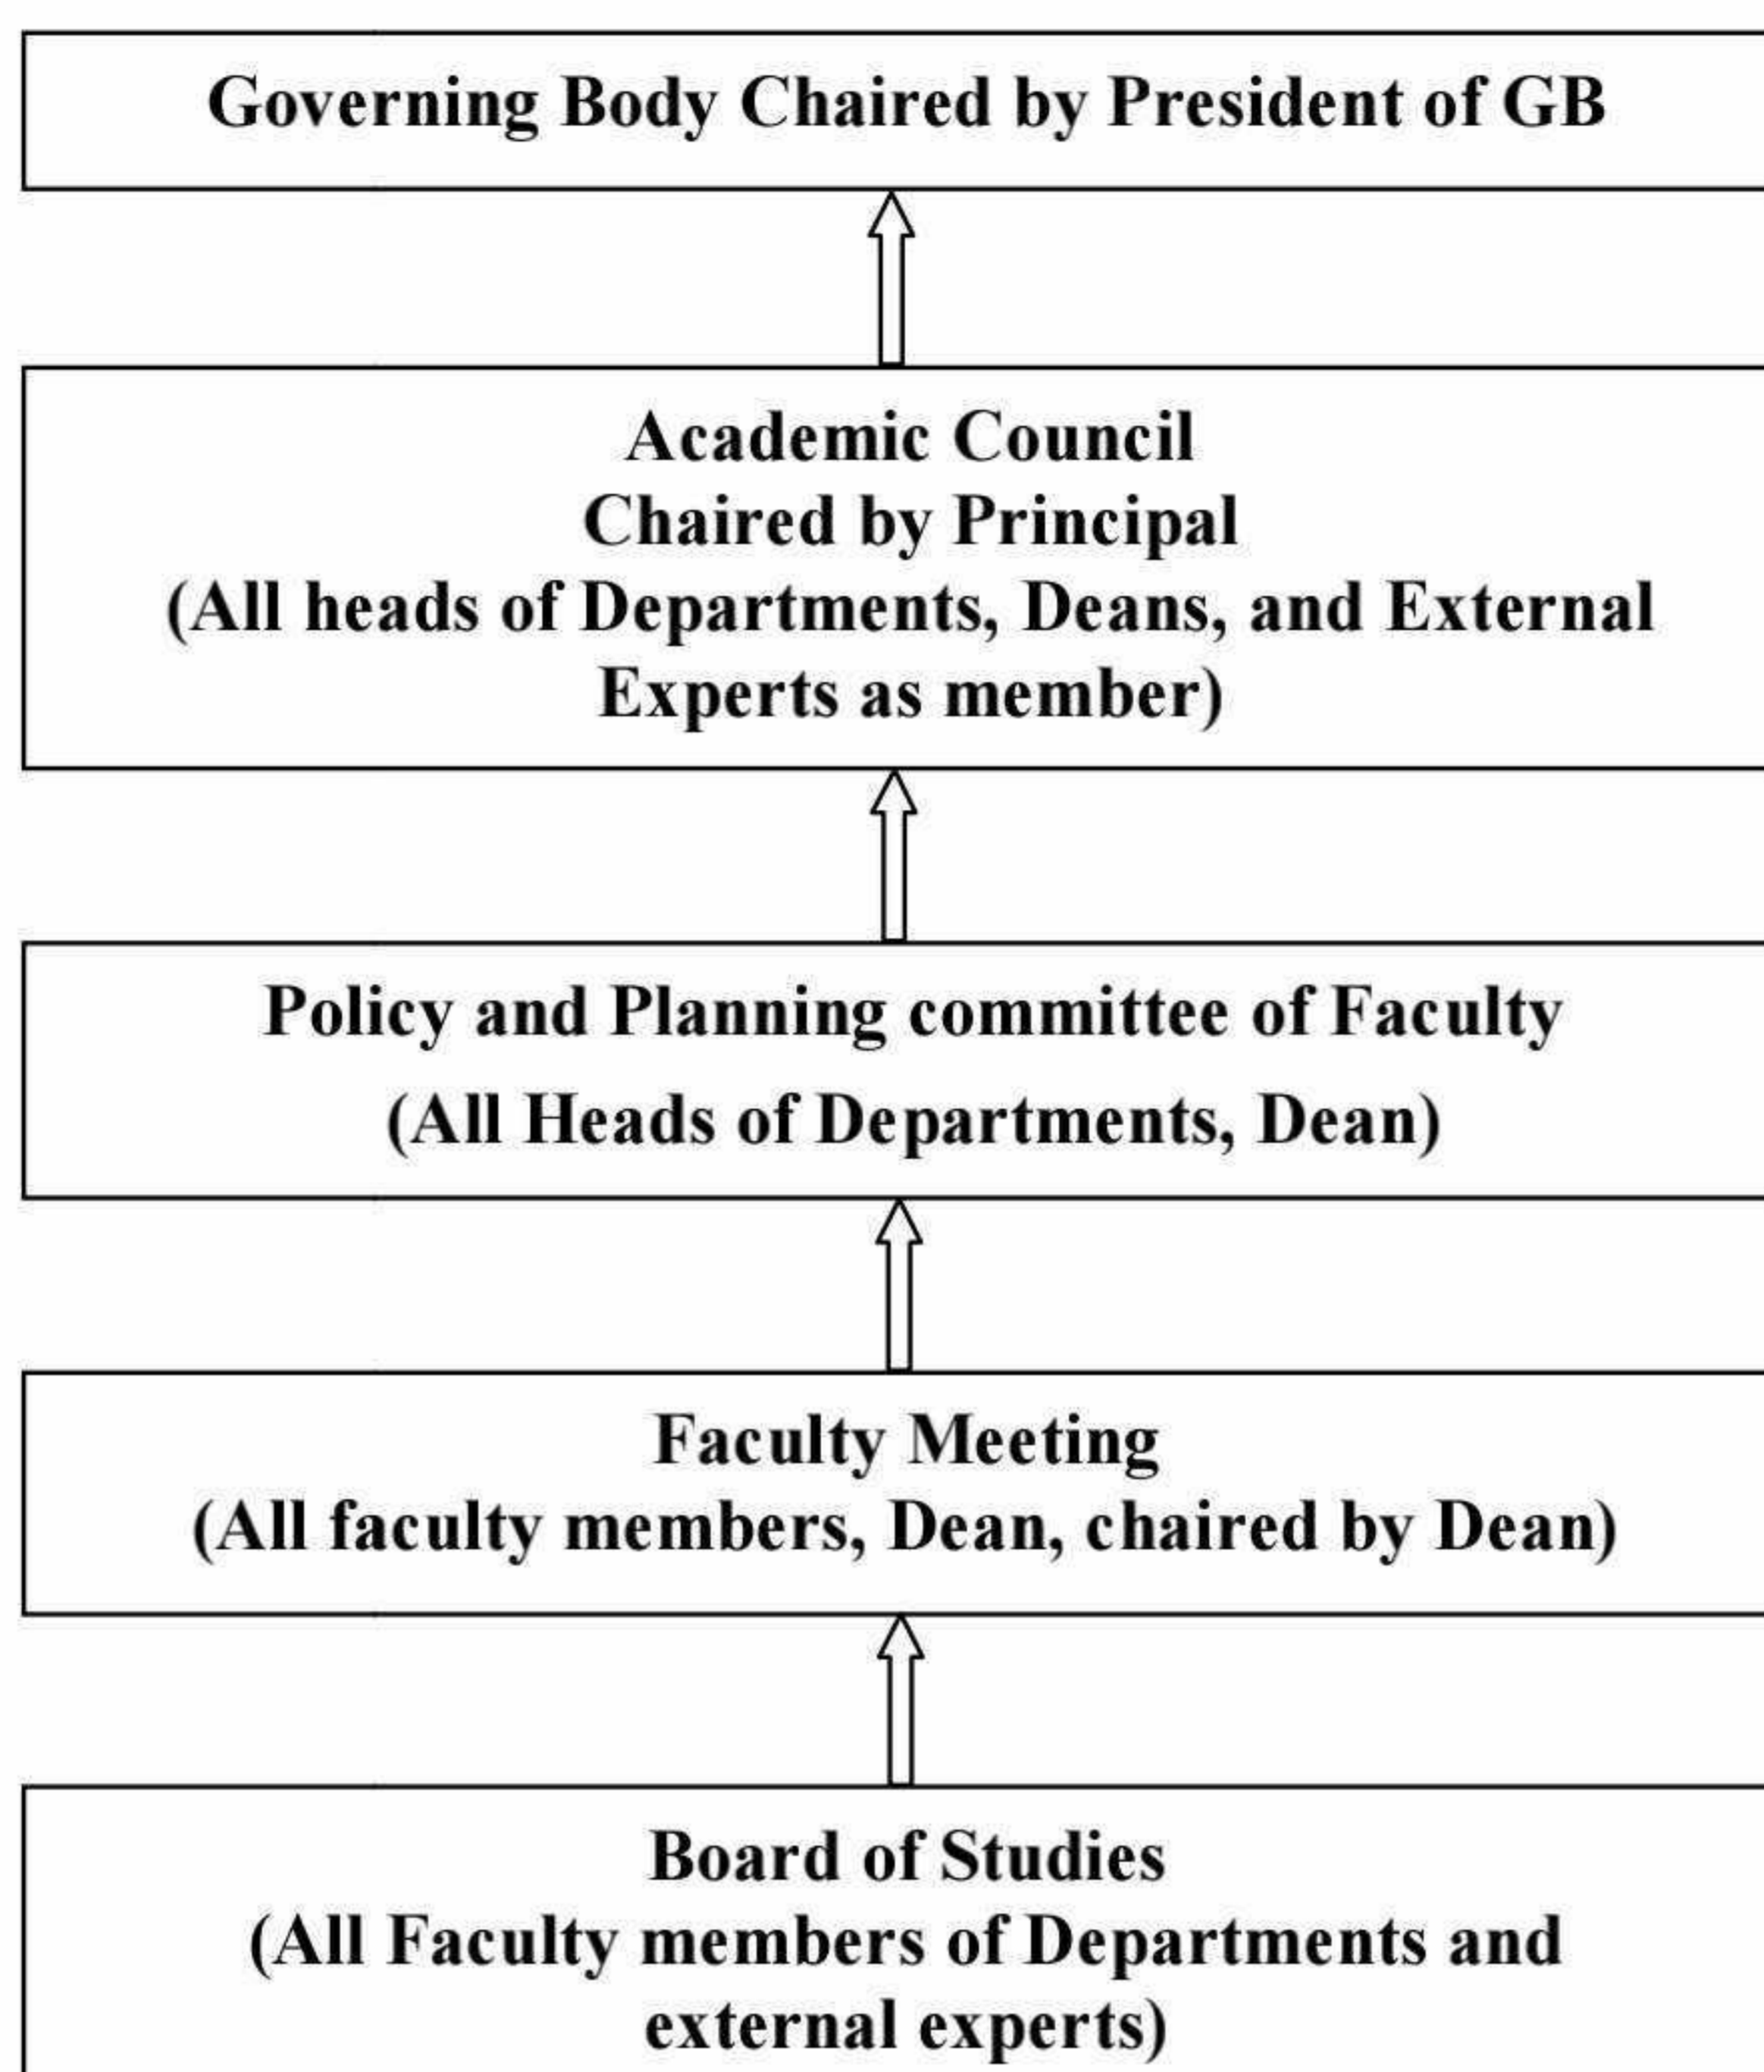 Governing Body Chaired by President of GB
Academic Council
Chaired by Principal
(All heads of Departments, Deans, and External
Experts as member)
Policy and Planning committee of Faculty
(All Heads of Departments, Dean)
Faculty Meeting
(All faculty members, Dean, chaired by Dean)
Board of Studies
(All Faculty members of Departments and
external experts)